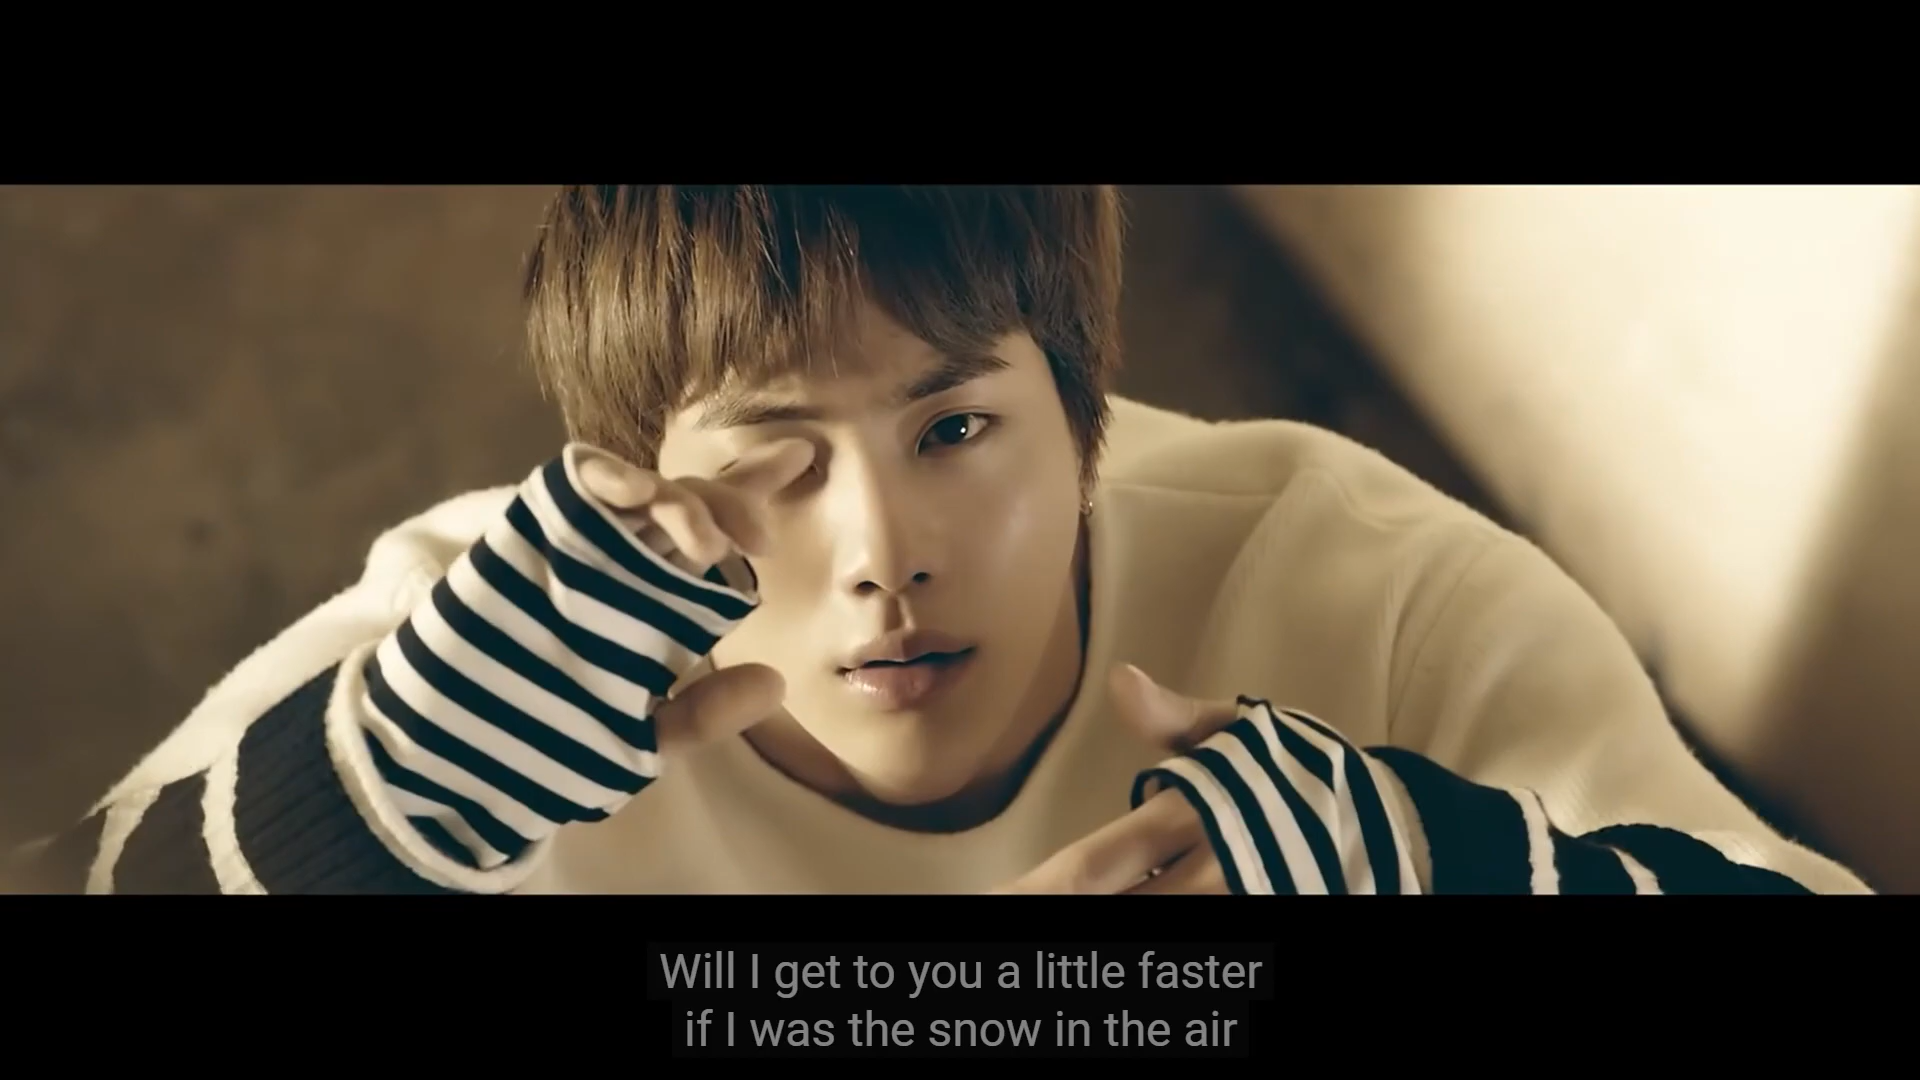 Will I get to you a little faster
if I was the snow in the air